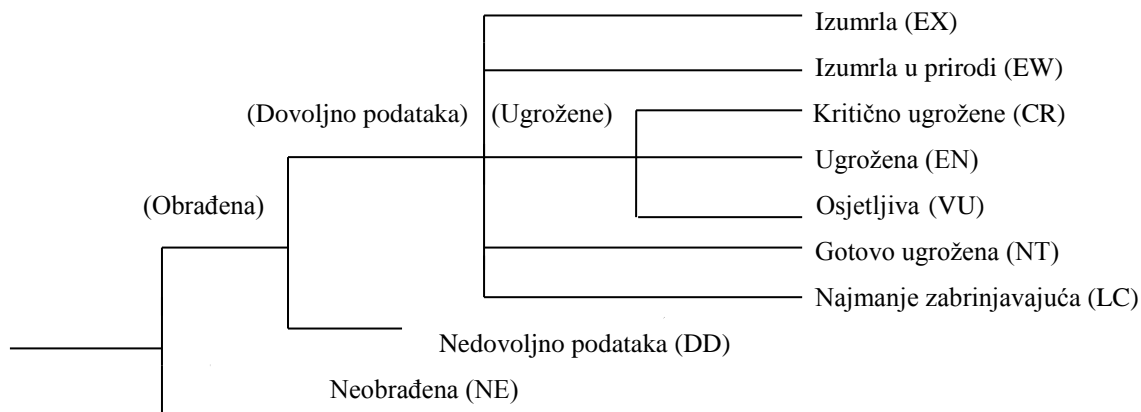 Izumrla (EX)
Izumrla u prirodi (EW)
(Dovoljno podataka) (Ugrožene) Kritično ugrožene (CR)
Ugrožena (EN)
(Obrađena) Osjetljiva (VU)
Gotovo ugrožena (NT)
Najmanje zabrinjavajuća (LC)
Nedovoljno podataka (DD)
Neobrađena (NE)